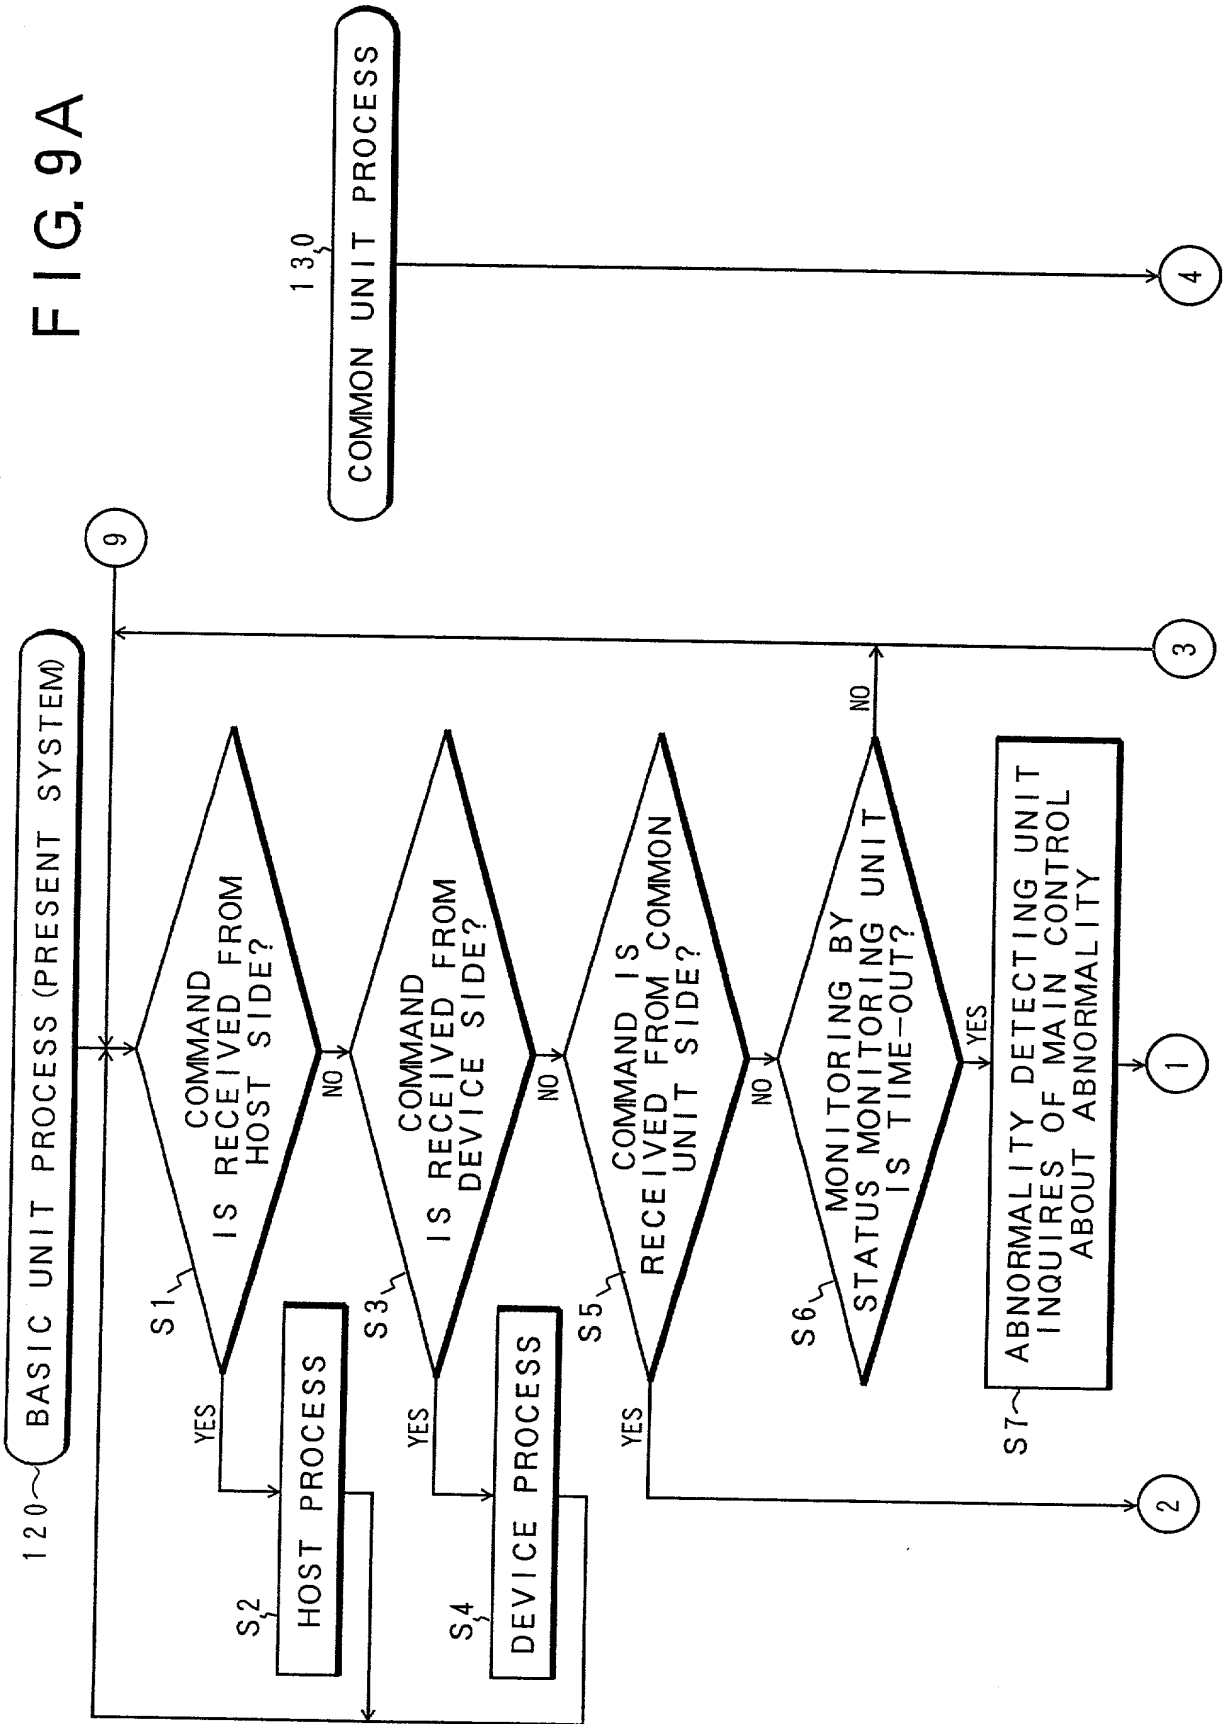 FIG. 9A
120
BASIC UNIT PROCESS (PRESENT SYSTEM)
9
S1
COMMAND
IS RECEIVED FROM
HOST SIDE?
YES
NO
S2
HOST PROCESS
S3
COMMAND
IS RECEIVED FROM
DEVICE SIDE?
YES
NO
S4
DEVICE PROCESS
S5
COMMAND IS
RECEIVED FROM COMMON
UNIT SIDE?
YES
NO
S6
MONITORING BY
STATUS MONITORING UNIT
IS TIME-OUT?
NO
YES
S7
ABNORMALITY DETECTING UNIT
INQUIRES OF MAIN CONTROL
ABOUT ABNORMALITY
2
1
3
130
COMMON UNIT PROCESS
4